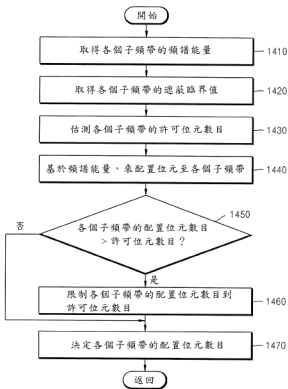 開始
取得各個子頻帶的頻譜能量
1410
取得各個子頻帶的遮蔽臨界值
1420
估測各個子頻帶的許可位元數目
1430
基於頻譜能量，來配置位元至各個子頻帶
1440
1450
否
各個子頻帶的配置位元數目
>許可位元數目？
是
限制各個子頻帶的配置位元數目到
許可位元數目
1460
決定各個子頻帶的配置位元數目
1470
返回